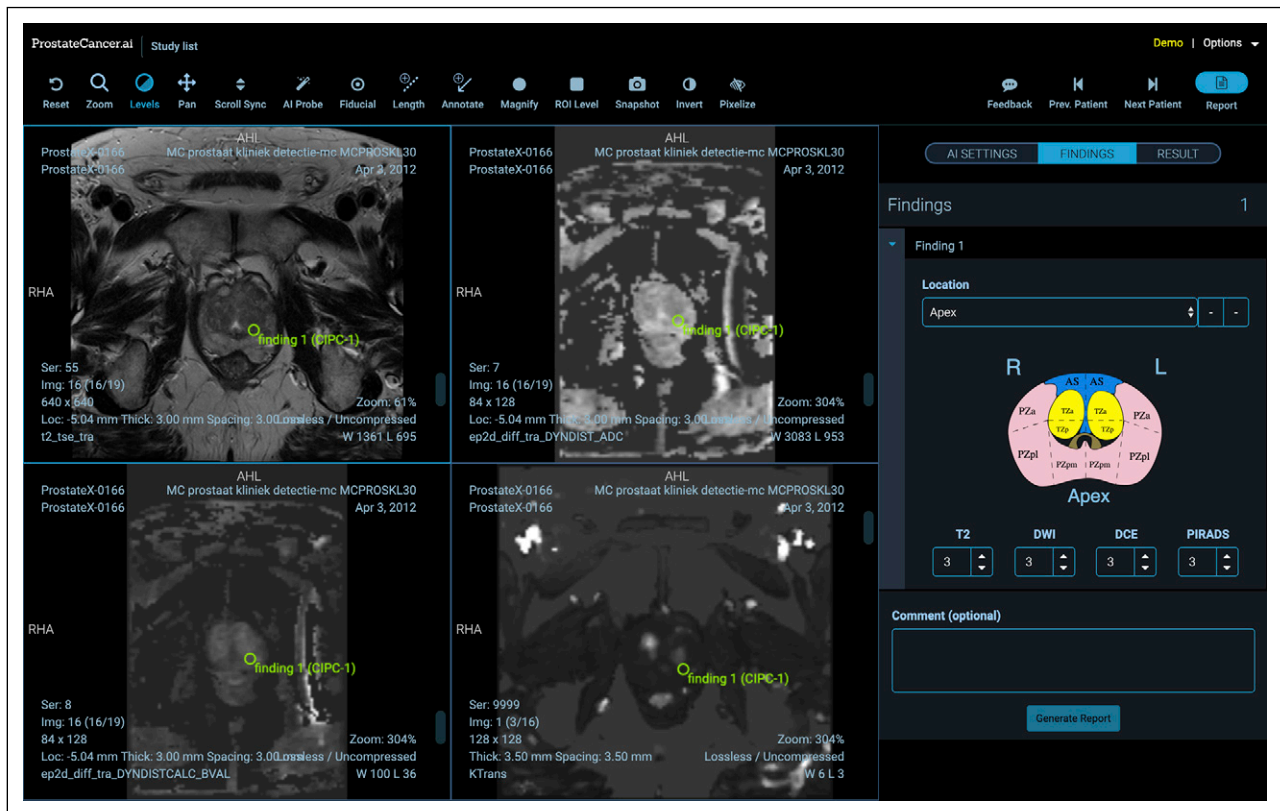 ProstateCancer.ai | Study list
Demo | Options
Reset Zoom Levels Pan Scroll Sync AI Probe Fiducial Length Annotate Magnify ROI Level Snapshot Invert Pixelize Feedback Prev. Patient Next Patient Report
AHL
ProstateX-0166 MC prostaat kliniek detectie-mc MCPROSKL30
ProstateX-0166 Apr 3, 2012
RHA
finding 1 (CIPC-1)
Ser: 55
Img: 16 (16/19)
640 x 640 Zoom: 61%
Loc: -5.04 mm Thick: 3.00 mm Spacing: 3.00 mm Lossless / Uncompressed
t2_tse_tra W 1361 L 695
AHL
ProstateX-0166 MC prostaat kliniek detectie-mc MCPROSKL30
ProstateX-0166 Apr 3, 2012
RHA
finding 1 (CIPC-1)
Ser: 7
Img: 16 (16/19)
84 x 128 Zoom: 304%
Loc: -5.04 mm Thick: 3.00 mm Spacing: 3.00 mm Lossless / Uncompressed
ep2d_diff_tra_DYNDIST_ADC W 3083 L 953
AHL
ProstateX-0166 MC prostaat kliniek detectie-mc MCPROSKL30
ProstateX-0166 Apr 3, 2012
RHA
finding 1 (CIPC-1)
Ser: 8
Img: 16 (16/19)
84 x 128 Zoom: 304%
Loc: -5.04 mm Thick: 3.00 mm Spacing: 3.00 mm Lossless / Uncompressed
ep2d_diff_tra_DYNDISTCALC_BVAL W 100 L 36
AHL
ProstateX-0166 MC prostaat kliniek detectie-mc MCPROSKL30
ProstateX-0166 Apr 3, 2012
RHA
finding 1 (CIPC-1)
Ser: 9999
Img: 1 (3/16)
128 x 128 Zoom: 304%
Thick: 3.50 mm Spacing: 3.50 mm Lossless / Uncompressed
KTrans W 6 L 3
AI SETTINGS FINDINGS RESULT
Findings 1
Finding 1
Location
Apex - -
R L
AS AS
PZa TZa TZa PZa
TZp TZp
PZpl PZpm PZpm PZpl
Apex
T2 DWI DCE PIRADS
3 3 3 3
Comment (optional)
Generate Report